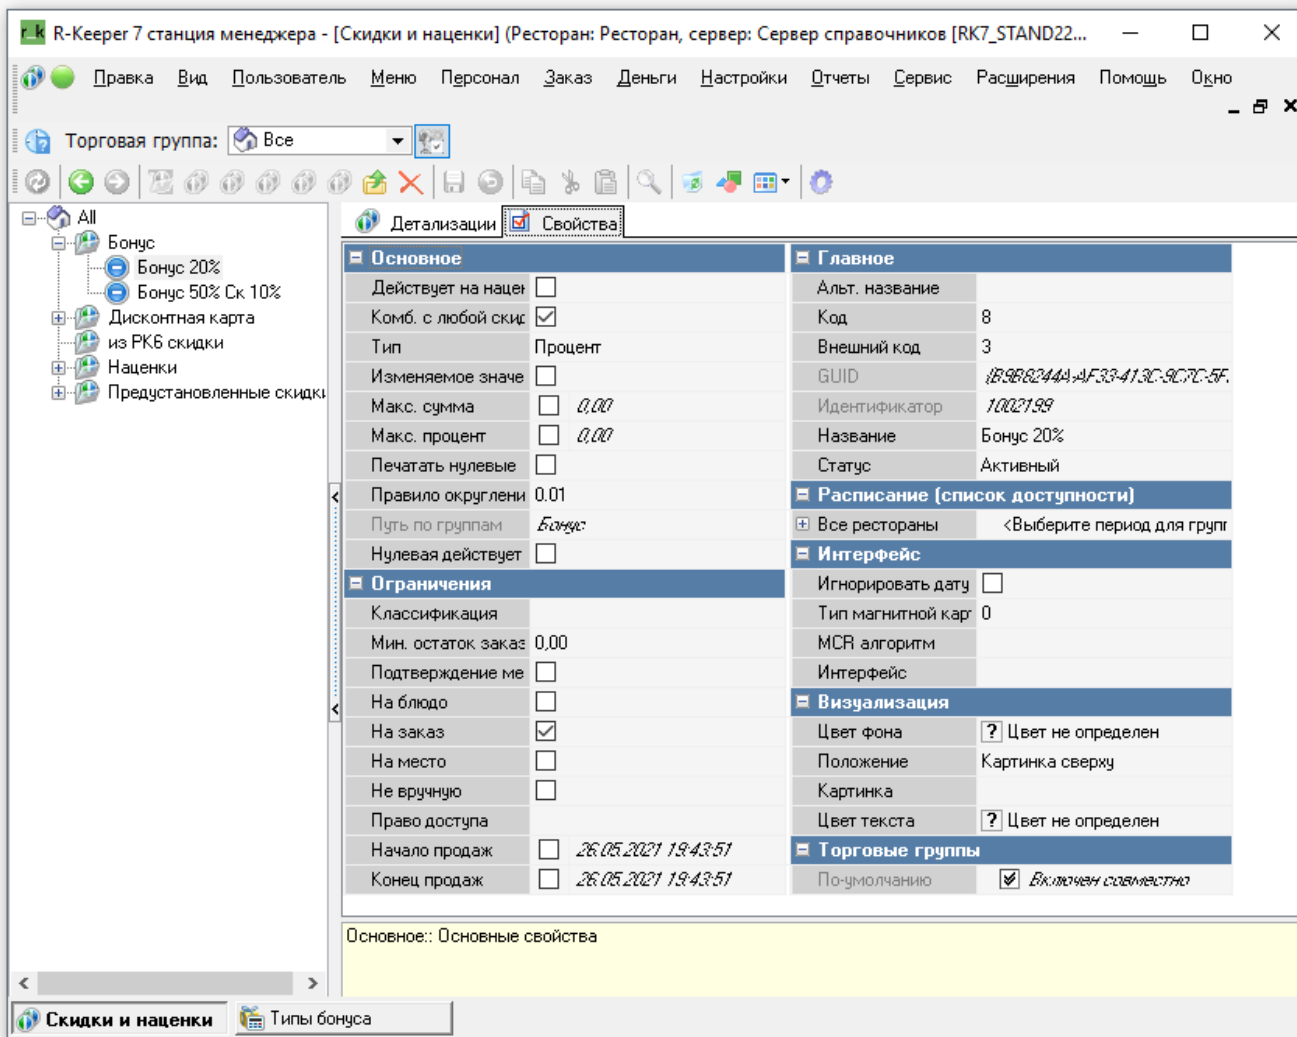 R-Keeper 7 станция менеджера - [Скидки и наценки] (Ресторан: Ресторан, сервер: Сервер справочников [RK7_STAND22...
Правка Вид Пользователь Меню Персонал Заказ Деньги Настройки Отчеты Сервис Расширения Помощь Окно
Торговая группа: Все
All
Бонус
Бонус 20%
Бонус 50% Ск 10%
Дисконтная карта
из РК6 скидки
Наценки
Предустановленные скидки
Детализации Свойства
Основное
Действует на нацен
Комб. с любой скид
Тип Процент
Изменяемое значе
Макс. сумма 0,00
Макс. процент 0,00
Печатать нулевые
Правило округлени 0.01
Путь по группам Бонус
Нулевая действует
Ограничения
Классификация
Мин. остаток заказ 0,00
Подтверждение ме
На блюдо
На заказ
На место
Не вручную
Право доступа
Начало продаж 26.05.2021 19:43:51
Конец продаж 26.05.2021 19:43:51
Главное
Альт. название
Код 8
Внешний код 3
GUID {B9B8244A-AF33-413C-9C7C-5F.
Идентификатор 1002199
Название Бонус 20%
Статус Активный
Расписание (список доступности)
Все рестораны <Выберите период для групп
Интерфейс
Игнорировать дату
Тип магнитной кар 0
MCR алгоритм
Интерфейс
Визуализация
Цвет фона ? Цвет не определен
Положение Картинка сверху
Картинка
Цвет текста ? Цвет не определен
Торговые группы
По-умолчанию Включен совместно
Основное:: Основные свойства
Скидки и наценки Типы бонуса